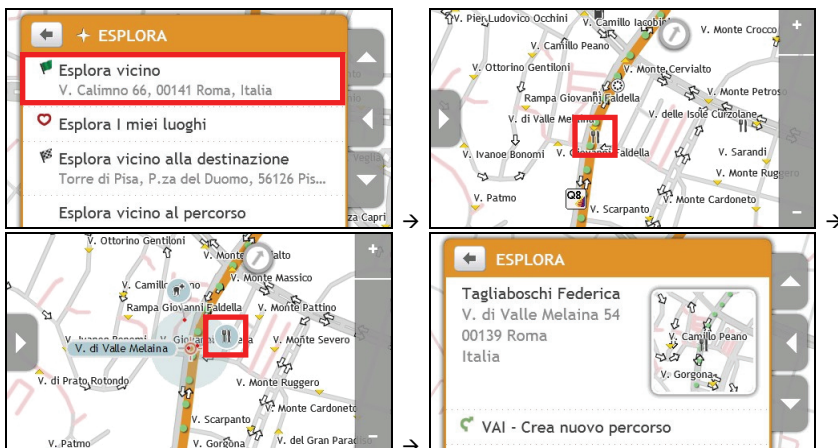 ESPLORA
Esplora vicino
V. Calimno 66, 00141 Roma, Italia
Esplora I miei luoghi
Esplora vicino alla destinazione
Torre di Pisa, P.za del Duomo, 56126 Pis...
Esplora vicino al percorso
za Capri
→
V. Pier Ludovico Occhini
V. Camillo Iacobini
V. Monte Crocco
+
V. Camillo Peano
V. Ottorino Gentiloni
V. Monte Cervialto
V. Monte Petroso
Rampa Giovanni Faldella
V. di Valle Melaina
V. delle Isole Curzolane
V. Ivanoe Bonomi
V. Giovanni Faldella
V. Sarandi
V. Monte Ruggero
V. Patmo
Q8
V. Scarpanto
V. Monte Cardoneto
-
→
V. Ottorino Gentiloni
V. Monte
alto
+
V. Monte Massico
V. Camillo
no
Rampa Giovanni Faldella
V. Monte Pattino
V. Monte Severo
V. di Valle Melaina
V. di Prato Rotondo
V. Monte Ruggero
V. Monte Cardoneto
V. Scarpanto
V. Patmo
V. Gorgona
V. del Gran Paradiso
-
→
ESPLORA
Tagliaboschi Federica
V. di Valle Melaina 54
00139 Roma
Italia
V. Camillo Peano
V. Gorgona
VAI - Crea nuovo percorso